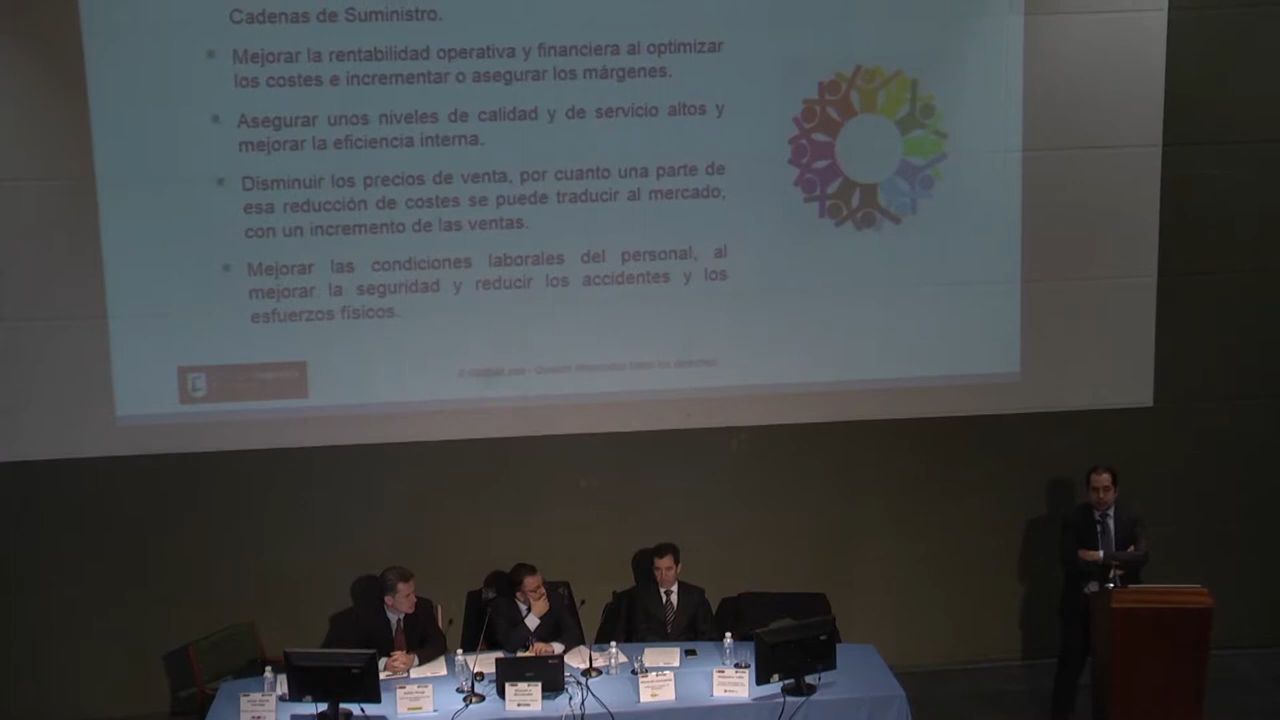 Cadenas de Suministro.
Mejorar la rentabilidad operativa y financiera al optimizar
los costes e incrementar o asegurar los márgenes.
Asegurar unos niveles de calidad y de servicio altos y
mejorar la eficiencia interna.
Disminuir los precios de venta, por cuanto una parte de
esa reducción de costes se puede traducir al mercado,
con un incremento de las ventas.
Mejorar las condiciones laborales del personal, al
mejorar la seguridad y reducir los accidentes y los
esfuerzos físicos.